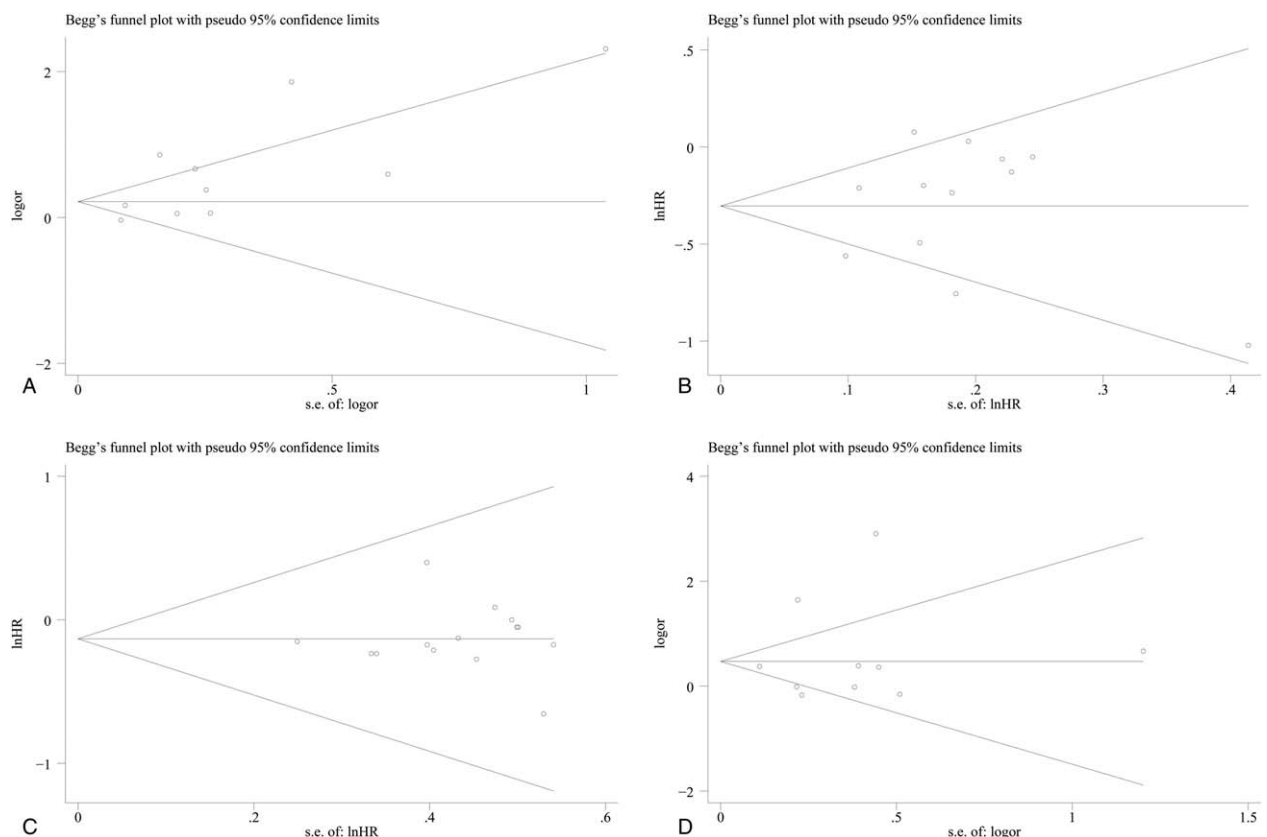 Begg's funnel plot with pseudo 95% confidence limits
2
0
−2
logor
0
.5
1
s.e. of: logor
A
Begg's funnel plot with pseudo 95% confidence limits
.5
0
−.5
−1
lnHR
0
.1
.2
.3
.4
s.e. of: lnHR
B
Begg's funnel plot with pseudo 95% confidence limits
1
0
−1
lnHR
0
.2
.4
.6
s.e. of: lnHR
C
Begg's funnel plot with pseudo 95% confidence limits
4
2
0
−2
logor
0
.5
1
1.5
s.e. of: logor
D